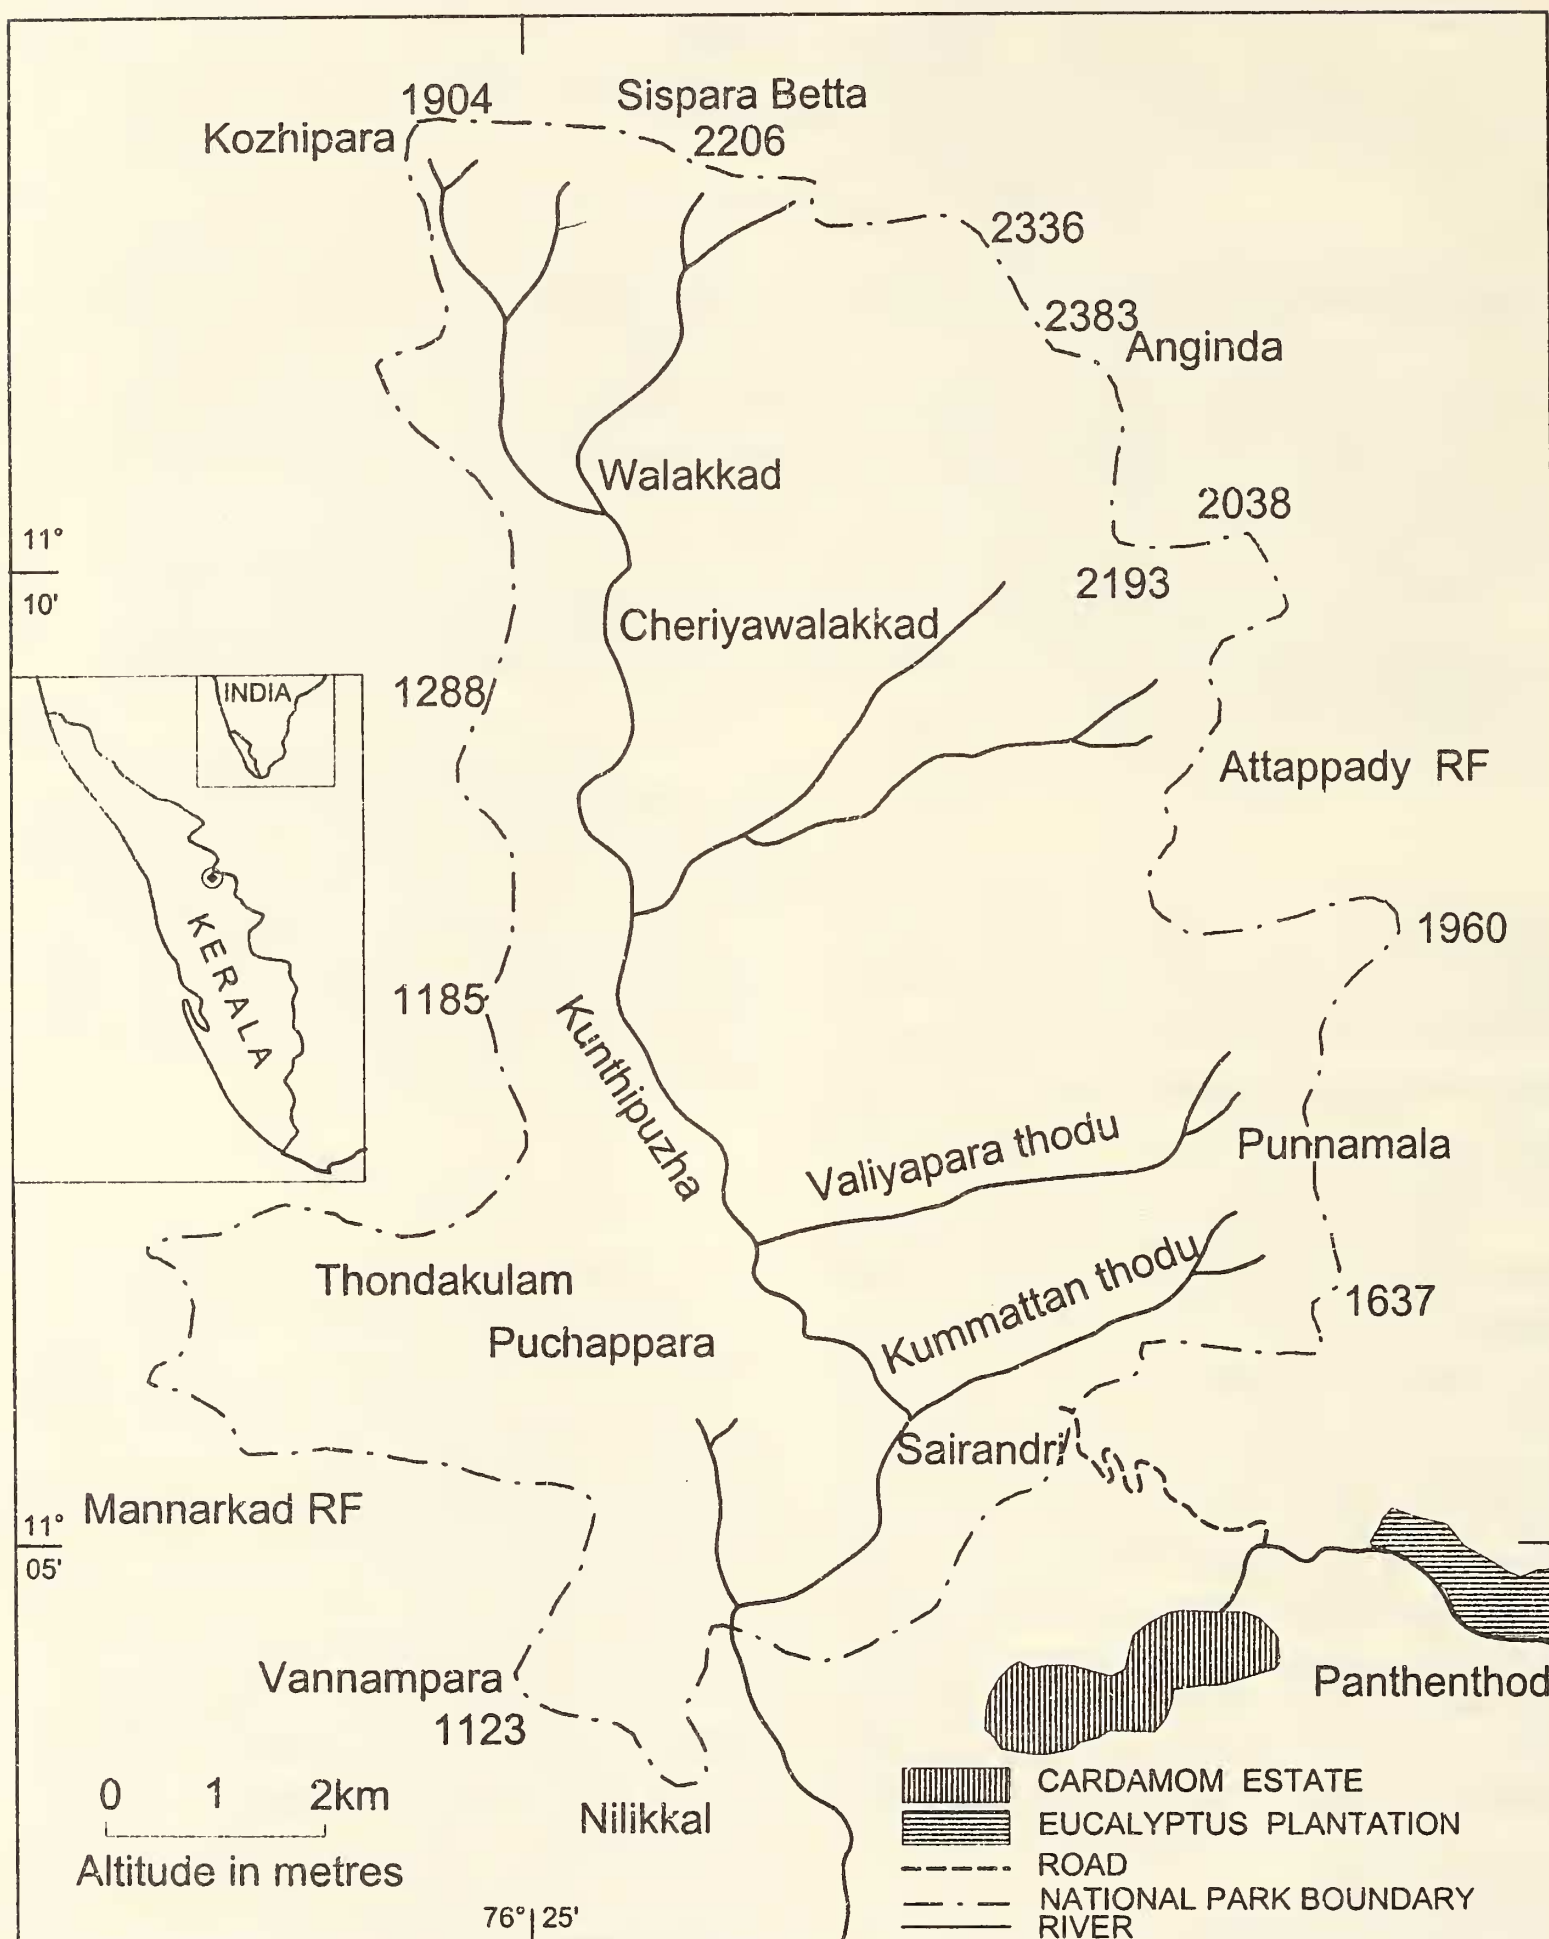 1904
Sispara Betta
Kozhipara
2206
2336
2383
Anginda
Walakkad
2038
11°
10'
2193
Cheriyawalakkad
1288
INDIA
Attappady RF
KERALA
1960
1185
Kunthipuzha
Valiyapara thodu
Punnamala
Thondakulam
Kummattan thodu
1637
Puchappara
Sairandri
Mannarkad RF
11°
05'
Vannampara
1123
Panthenthod
0 1 2km
Nilikkal
Altitude in metres
CARDAMOM ESTATE
EUCALYPTUS PLANTATION
ROAD
NATIONAL PARK BOUNDARY
RIVER
76° 25'